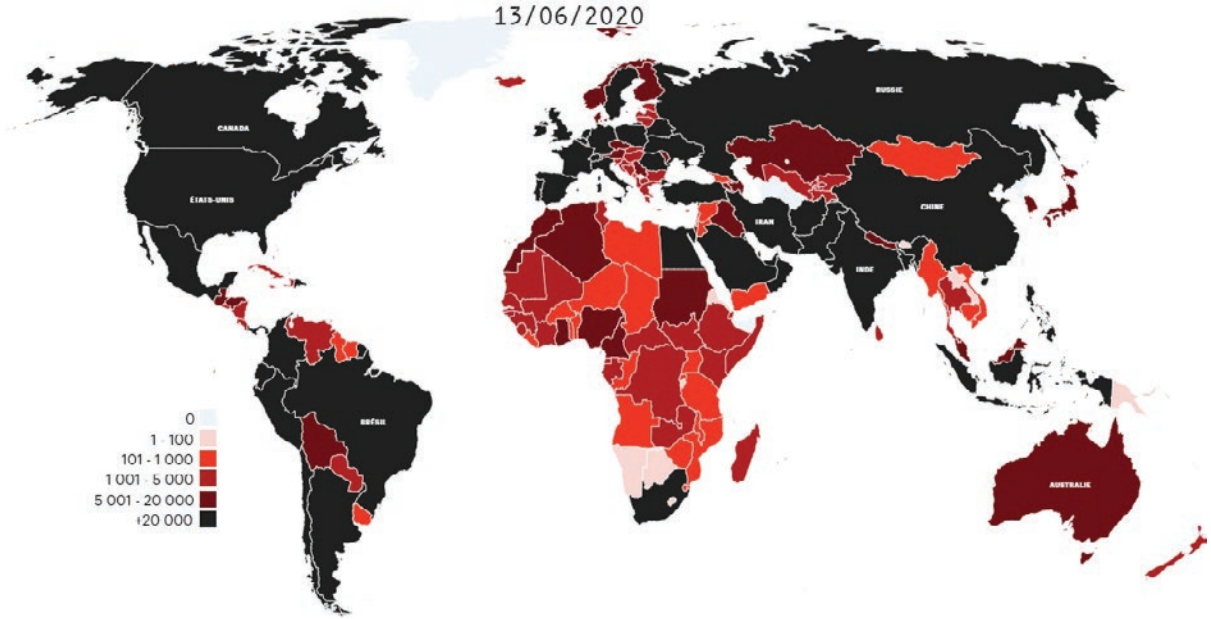 13/06/2020
RUSSIE
CANADA
ÉTATS-UNIS
CHINE
IRAN
INDE
BRÉSIL
AUSTRALIE
0
1 - 100
101 - 1 000
1 001 - 5 000
5 001 - 20 000
+20 000